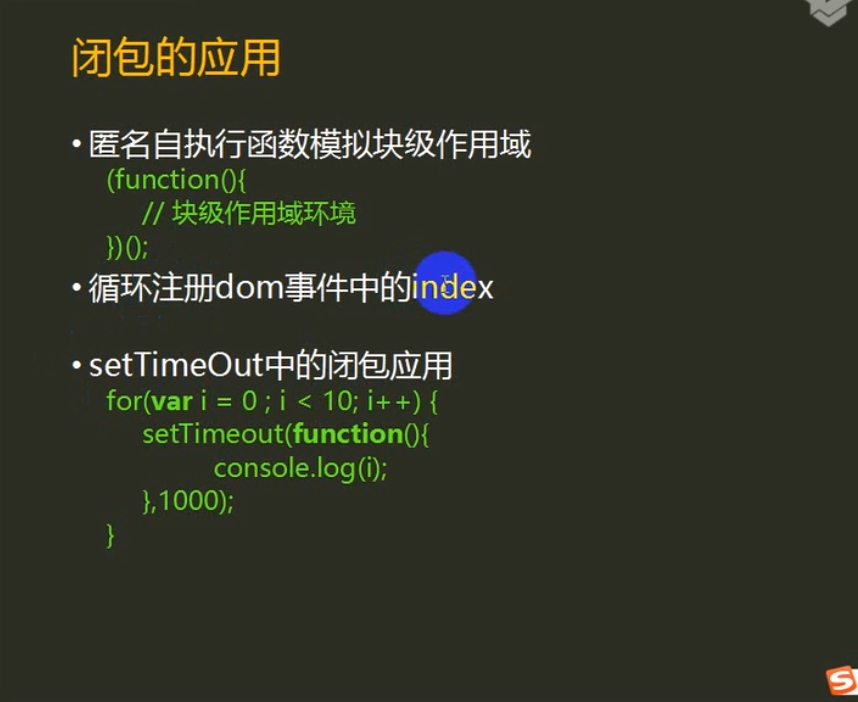 闭包的应用
• 匿名自执行函数模拟块级作用域
(function(){
// 块级作用域环境
})();
• 循环注册dom事件中的index
• setTimeOut中的闭包应用
for(var i = 0 ; i < 10; i++) {
setTimeout(function(){
console.log(i);
},1000);
}